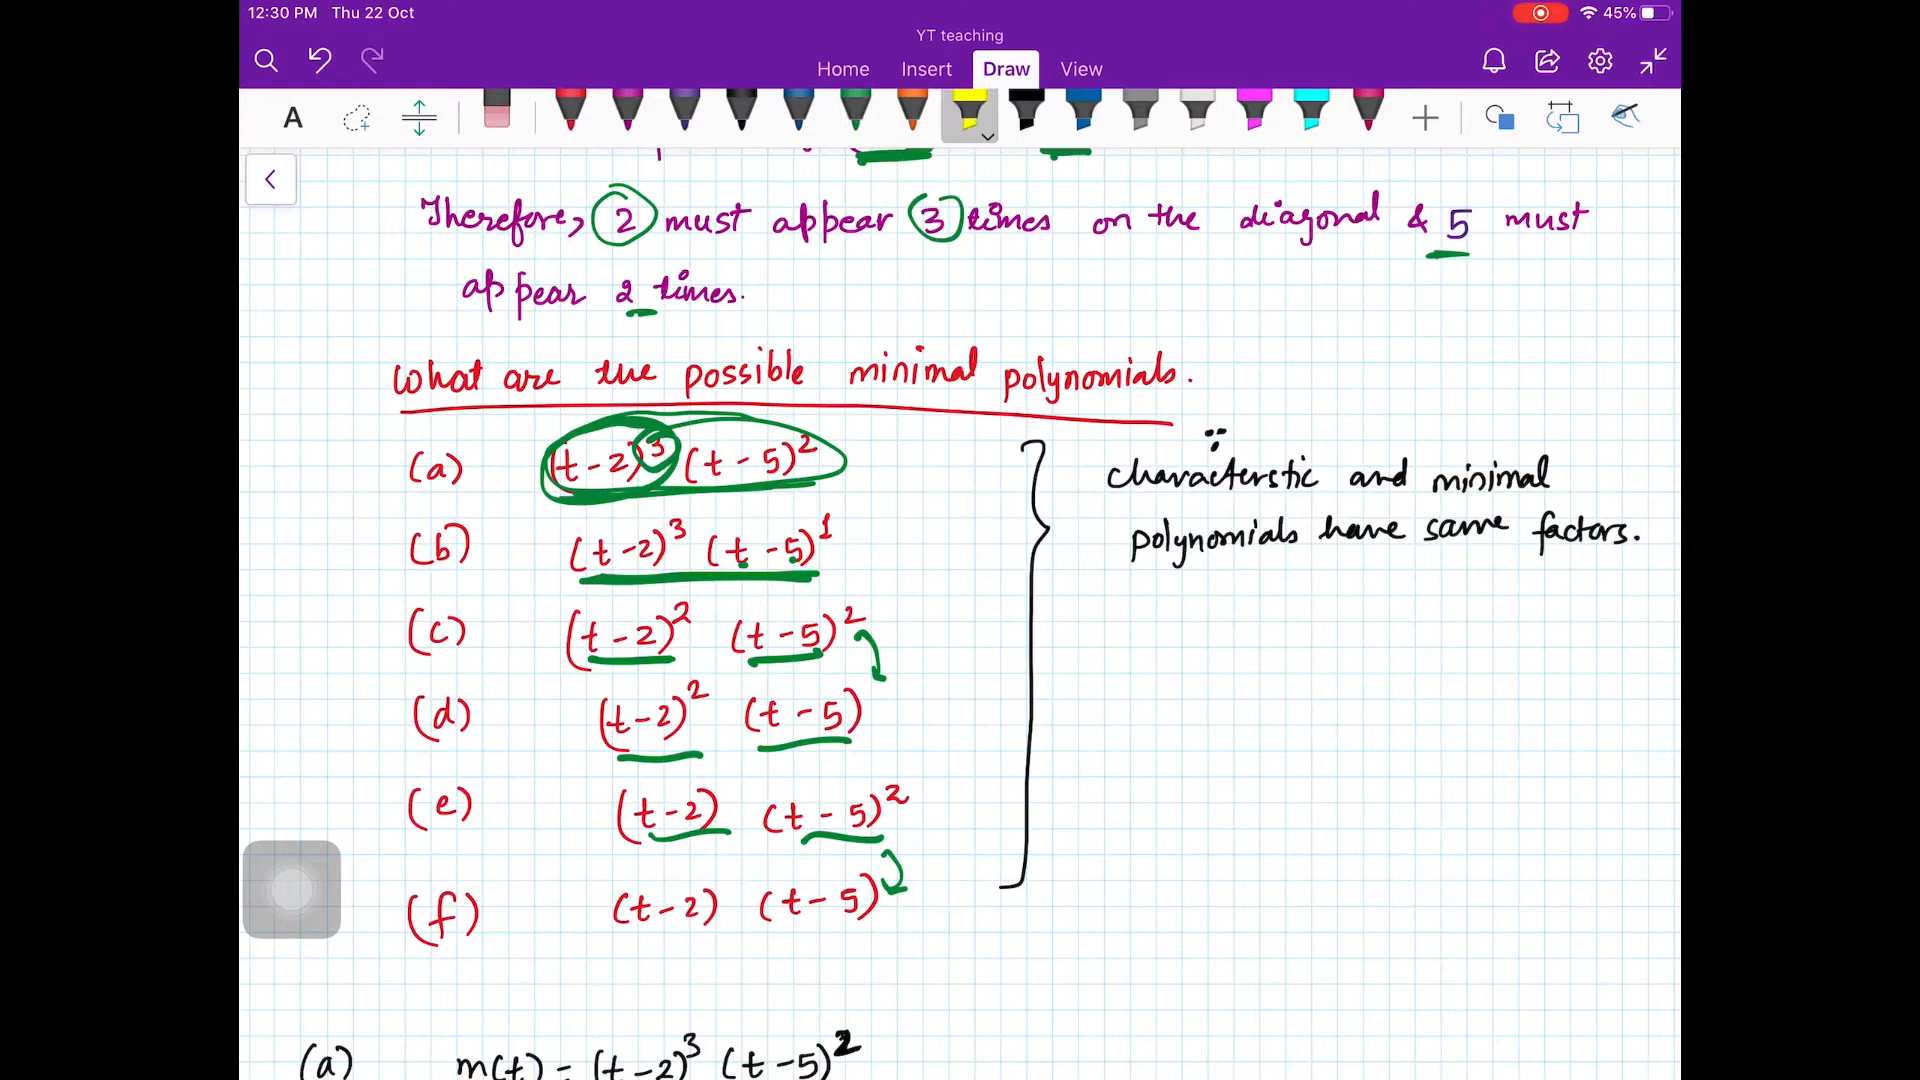 12:30 PM Thu 22 Oct
45%
YT teaching
Home Insert Draw View
A
Therefore, 2 must appear 3 times on the diagonal & 5 must
appear 2 times.
What are the possible minimal polynomials.
(a) (t-2)³ (t-5)²
(b) (t-2)³ (t-5)¹
(c) (t-2)² (t-5)²
(d) (t-2)² (t-5)
(e) (t-2) (t-5)²
(f) (t-2) (t-5)
∵
characterstic and minimal
polynomials have same factors.
(a) m(t) = (t-2)³ (t-5)²